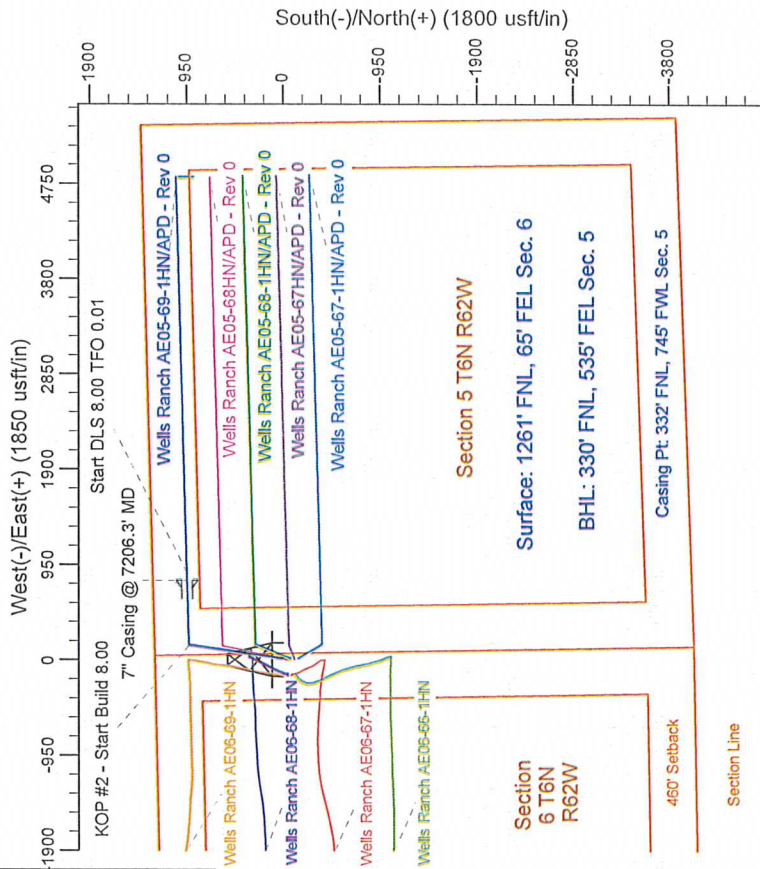 South(-)/North(+) (1800 usft/in)
1900
950
0
-950
-1900
-2850
-3800
West(-)/East(+) (1850 usft/in)
-1900
-950
0
950
1900
2850
3800
4750
KOP #2 - Start Build 8.00
7" Casing @ 7206.3' MD
Start DLS 8.00 TFO 0.01
Wells Ranch AE05-69-1HN/APD - Rev 0
Wells Ranch AE05-68HN/APD - Rev 0
Wells Ranch AE05-68-1HN/APD - Rev 0
Wells Ranch AE05-67HN/APD - Rev 0
Wells Ranch AE05-67-1HN/APD - Rev 0
Section 5 T6N R62W
Surface: 1261' FNL, 65' FEL Sec. 6
BHL: 330' FNL, 535' FEL Sec. 5
Casing Pt: 332' FNL, 745' FWL Sec. 5
Wells Ranch AE06-69-1HN
Wells Ranch AE06-68-1HN
Wells Ranch AE06-67-1HN
Wells Ranch AE06-66-1HN
Section
6 T6N
R62W
460' Setback
Section Line